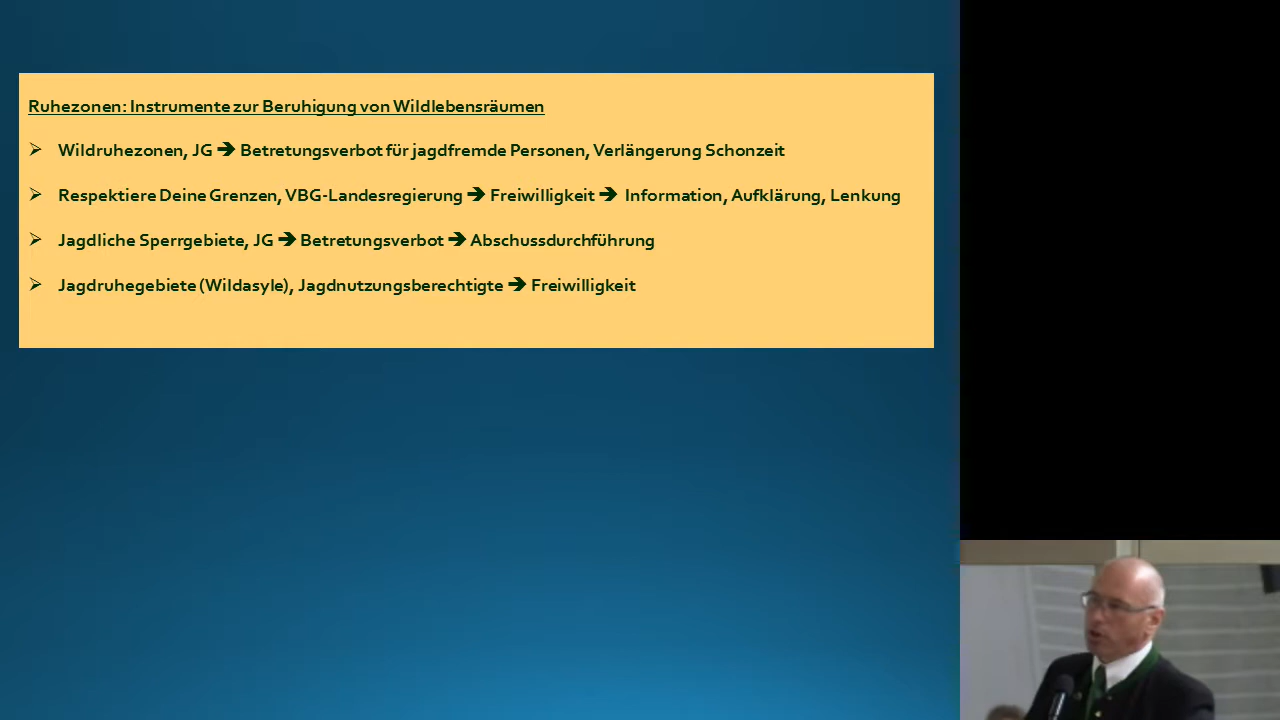 Ruhezonen: Instrumente zur Beruhigung von Wildlebensräumen
➢ Wildruhezonen, JG ➔ Betretungsverbot für jagdfremde Personen, Verlängerung Schonzeit
➢ Respektiere Deine Grenzen, VBG-Landesregierung ➔ Freiwilligkeit ➔ Information, Aufklärung, Lenkung
➢ Jagdliche Sperrgebiete, JG ➔ Betretungsverbot ➔ Abschussdurchführung
➢ Jagdruhegebiete (Wildasyle), Jagdnutzungsberechtigte ➔ Freiwilligkeit